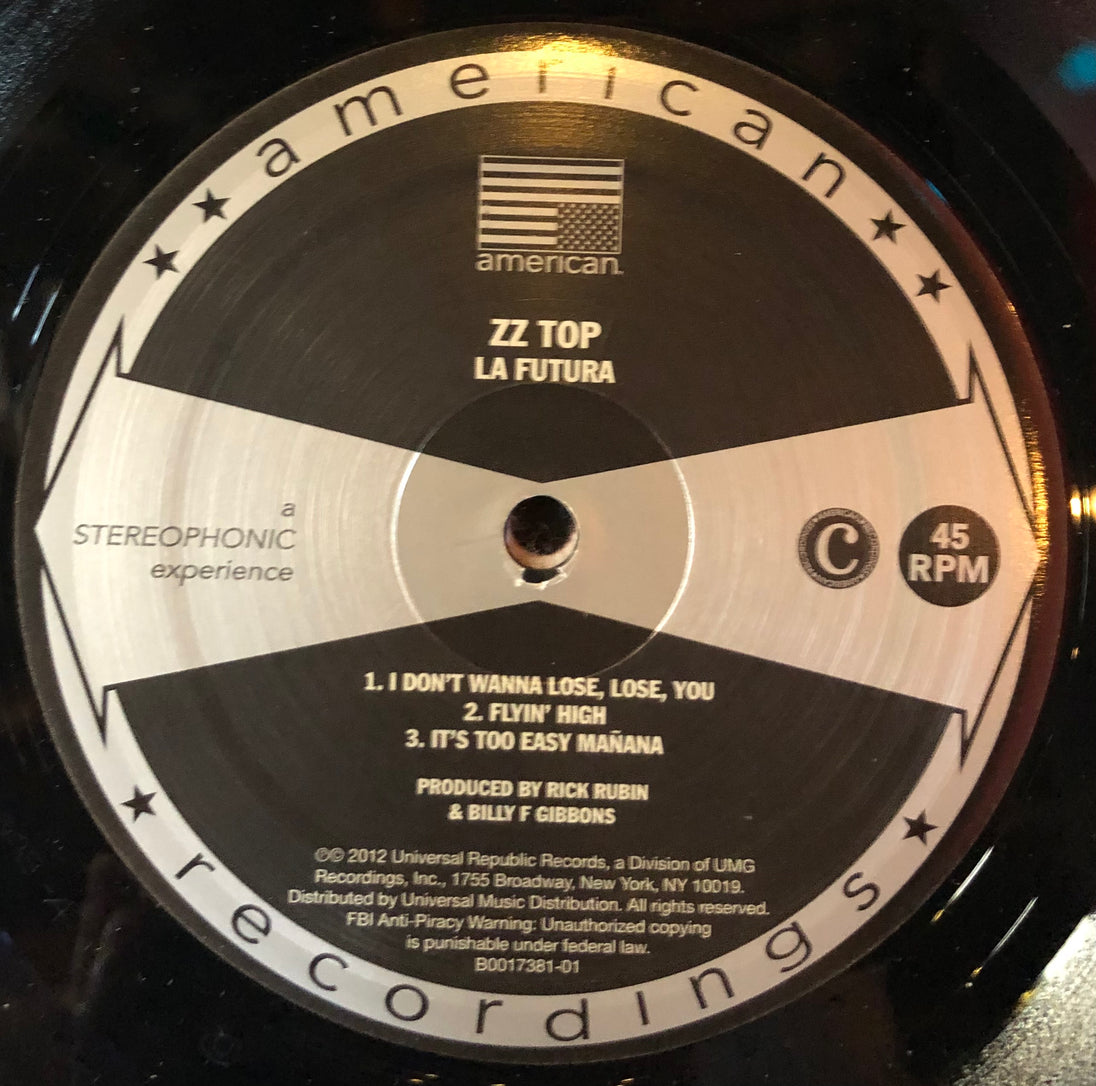 american
american
ZZ TOP
LA FUTURA
a
STEREOPHONIC
experience
C
45
RPM
1. I DON'T WANNA LOSE, LOSE, YOU
2. FLYIN' HIGH
3. IT'S TOO EASY MAÑANA
PRODUCED BY RICK RUBIN
& BILLY F GIBBONS
℗© 2012 Universal Republic Records, a Division of UMG
Recordings, Inc., 1755 Broadway, New York, NY 10019.
Distributed by Universal Music Distribution. All rights reserved.
FBI Anti-Piracy Warning: Unauthorized copying
is punishable under federal law.
B0017381-01
recordings